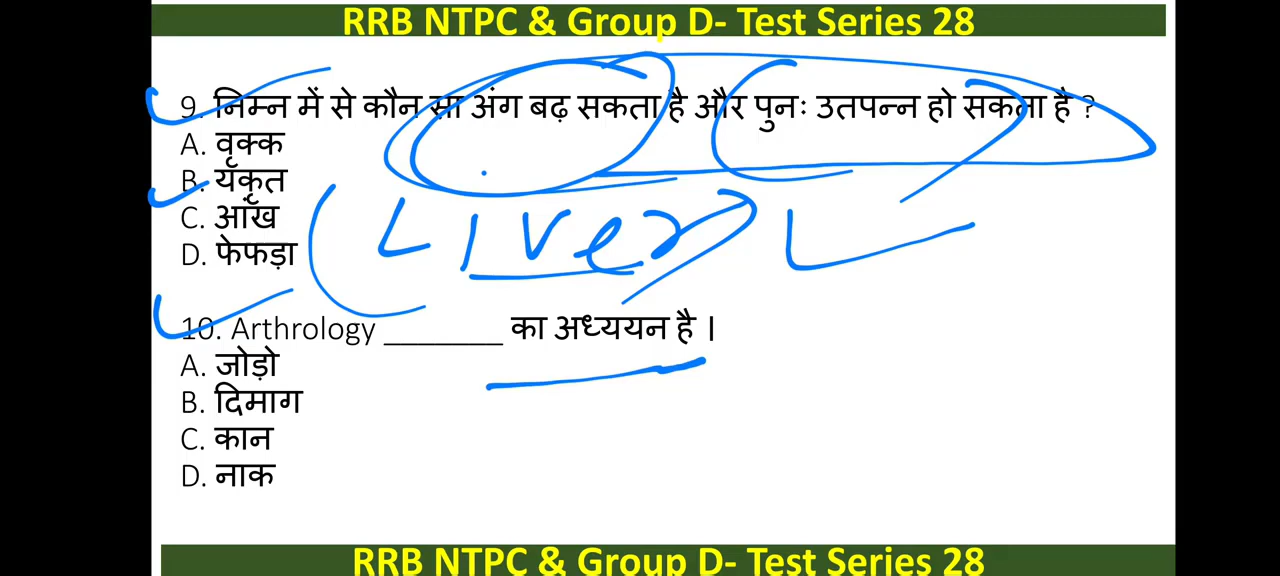 RRB NTPC & Group D- Test Series 28
9. निम्न में से कौन सा अंग बढ़ सकता है और पुनः उतपन्न हो सकता है ?
A. वृक्क
B. यकृत
C. आँख
D. फेफड़ा
Liver
10. Arthrology _______ का अध्ययन है ।
A. जोड़ो
B. दिमाग
C. कान
D. नाक
RRB NTPC & Group D- Test Series 28